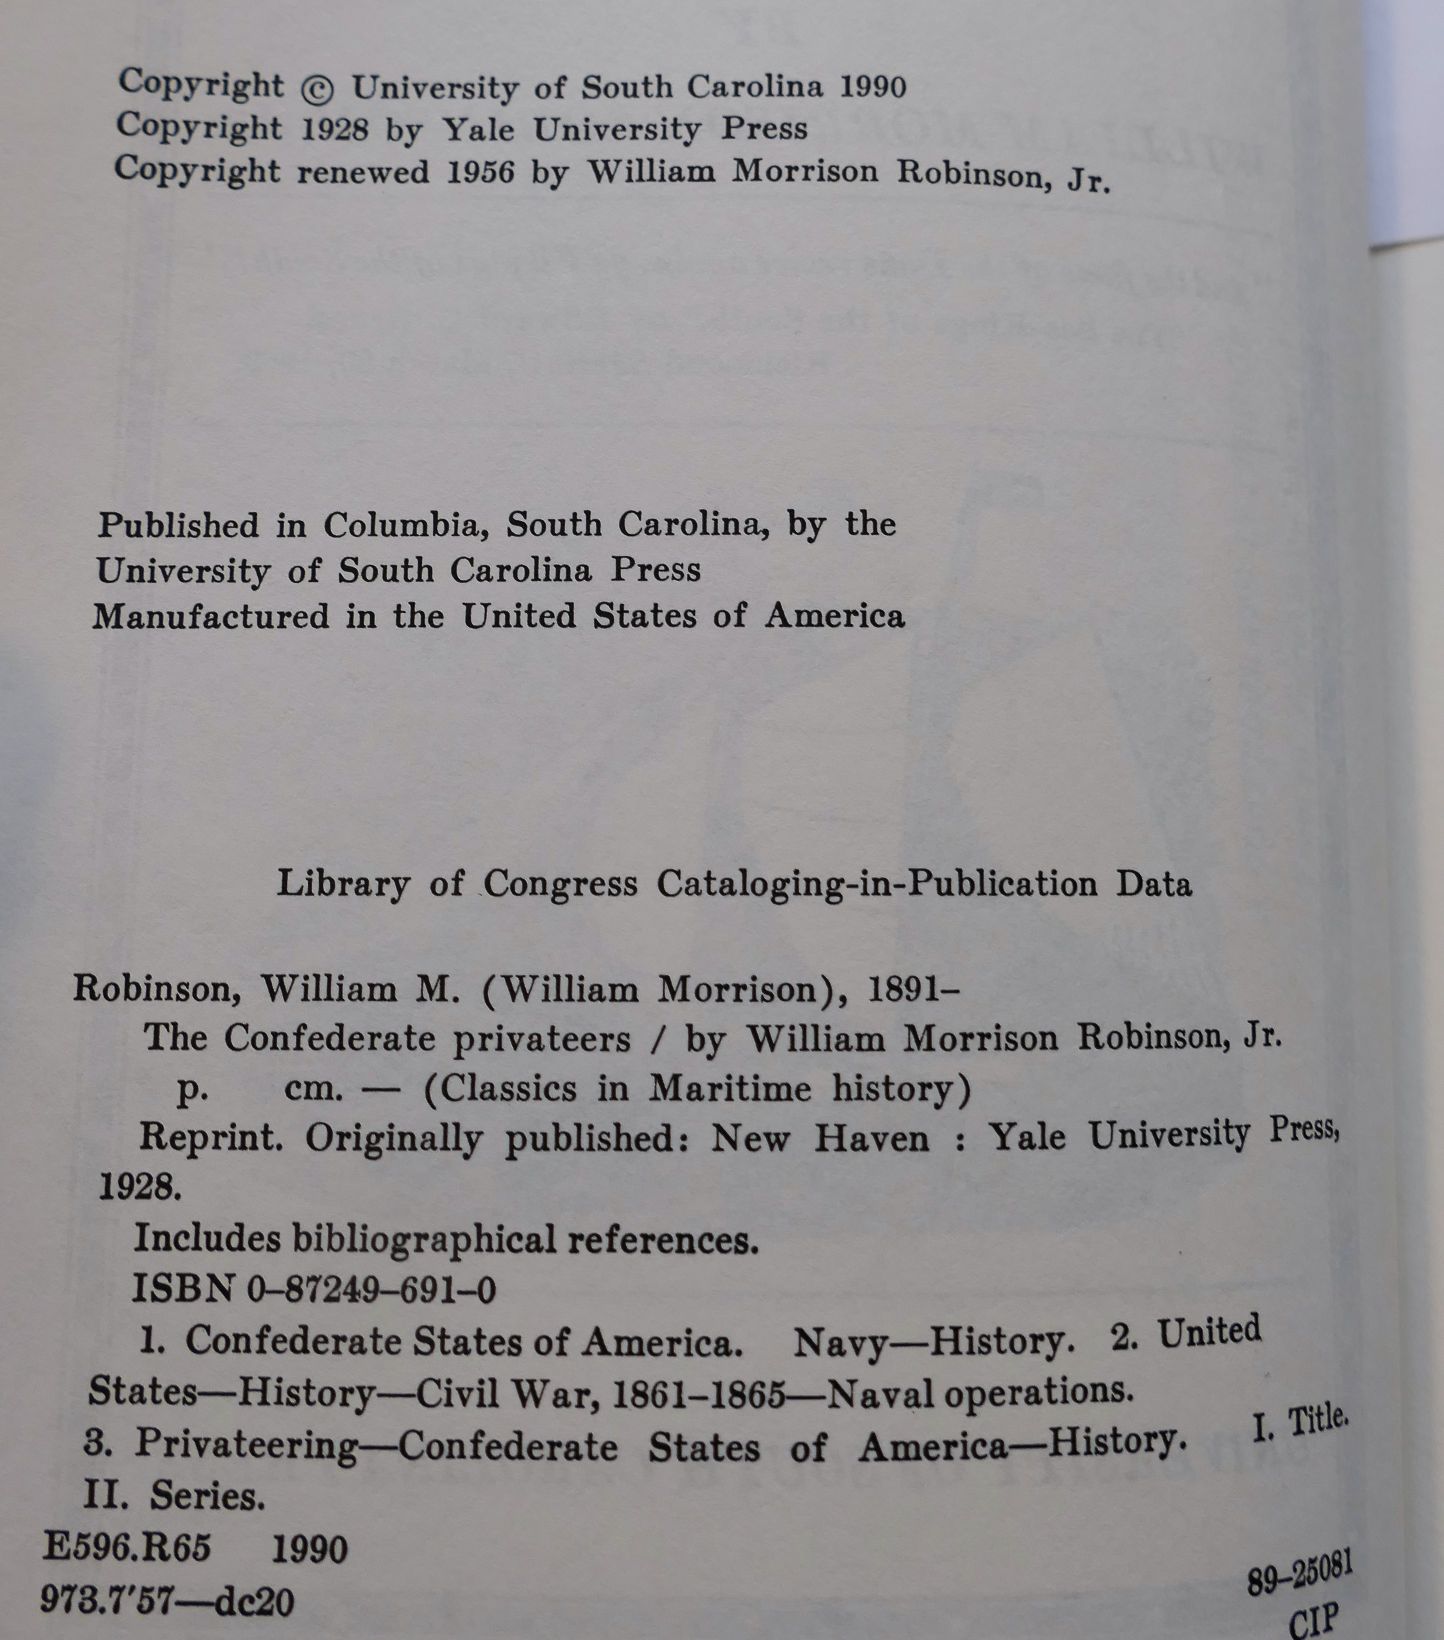 Copyright © University of South Carolina 1990
Copyright 1928 by Yale University Press
Copyright renewed 1956 by William Morrison Robinson, Jr.
Published in Columbia, South Carolina, by the
University of South Carolina Press
Manufactured in the United States of America
Library of Congress Cataloging-in-Publication Data
Robinson, William M. (William Morrison), 1891–
The Confederate privateers / by William Morrison Robinson, Jr.
p. cm. — (Classics in Maritime history)
Reprint. Originally published: New Haven : Yale University Press,
1928.
Includes bibliographical references.
ISBN 0–87249–691–0
1. Confederate States of America. Navy—History. 2. United
States—History—Civil War, 1861–1865—Naval operations.
3. Privateering—Confederate States of America—History. I. Title.
II. Series.
E596.R65 1990
973.7′57—dc20
89–25081
CIP